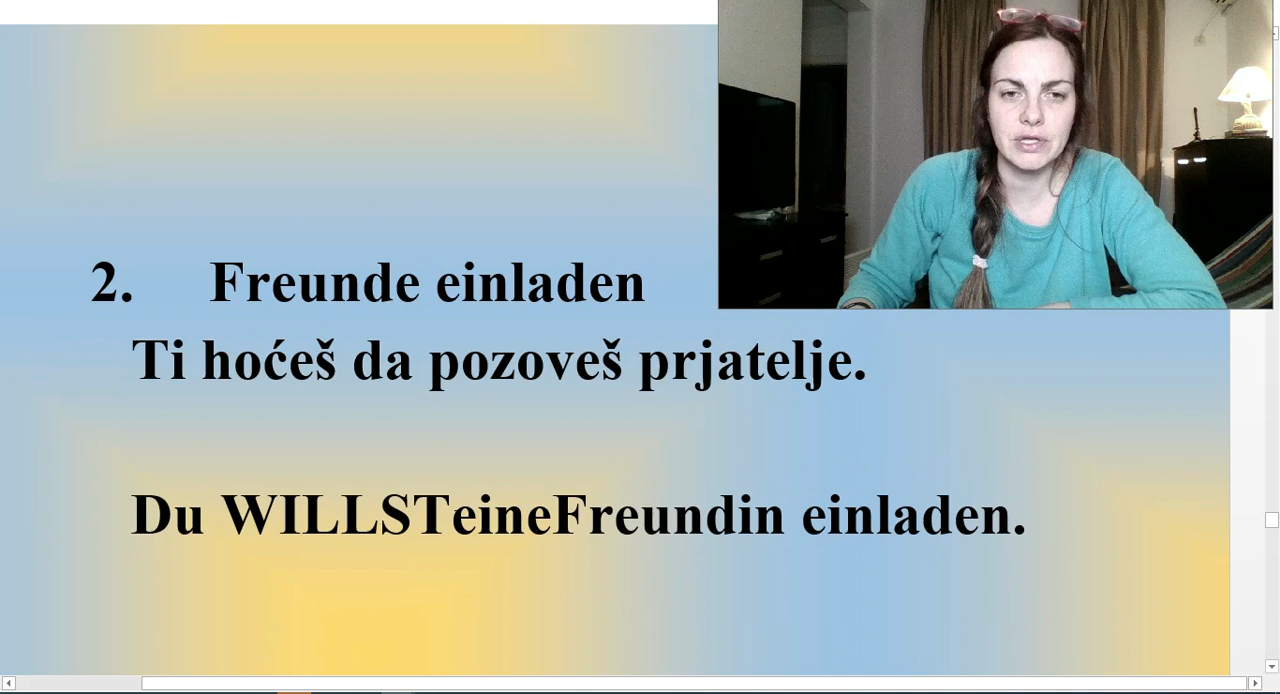 2. Freunde einladen
Ti hoćeš da pozoveš prjatelje.
Du WILLSTeineFreundin einladen.